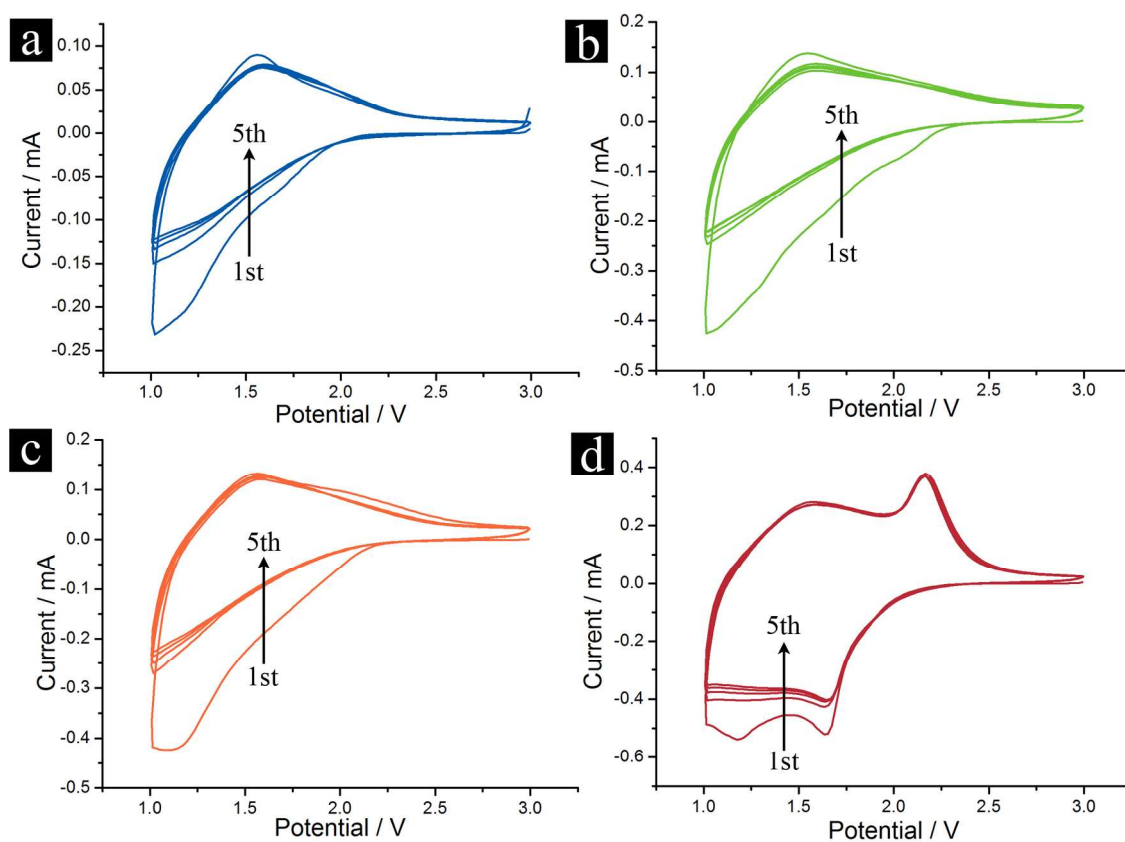 a
0.10
0.05
0.00
-0.05
-0.10
-0.15
-0.20
-0.25
Current / mA
5th
1st
1.0
1.5
2.0
2.5
3.0
Potential / V
b
0.2
0.1
0.0
-0.1
-0.2
-0.3
-0.4
-0.5
Current / mA
5th
1st
1.0
1.5
2.0
2.5
3.0
Potential / V
c
0.2
0.1
0.0
-0.1
-0.2
-0.3
-0.4
-0.5
Current / mA
5th
1st
1.0
1.5
2.0
2.5
3.0
Potential / V
d
0.4
0.2
0.0
-0.2
-0.4
-0.6
Current / mA
5th
1st
1.0
1.5
2.0
2.5
3.0
Potential / V